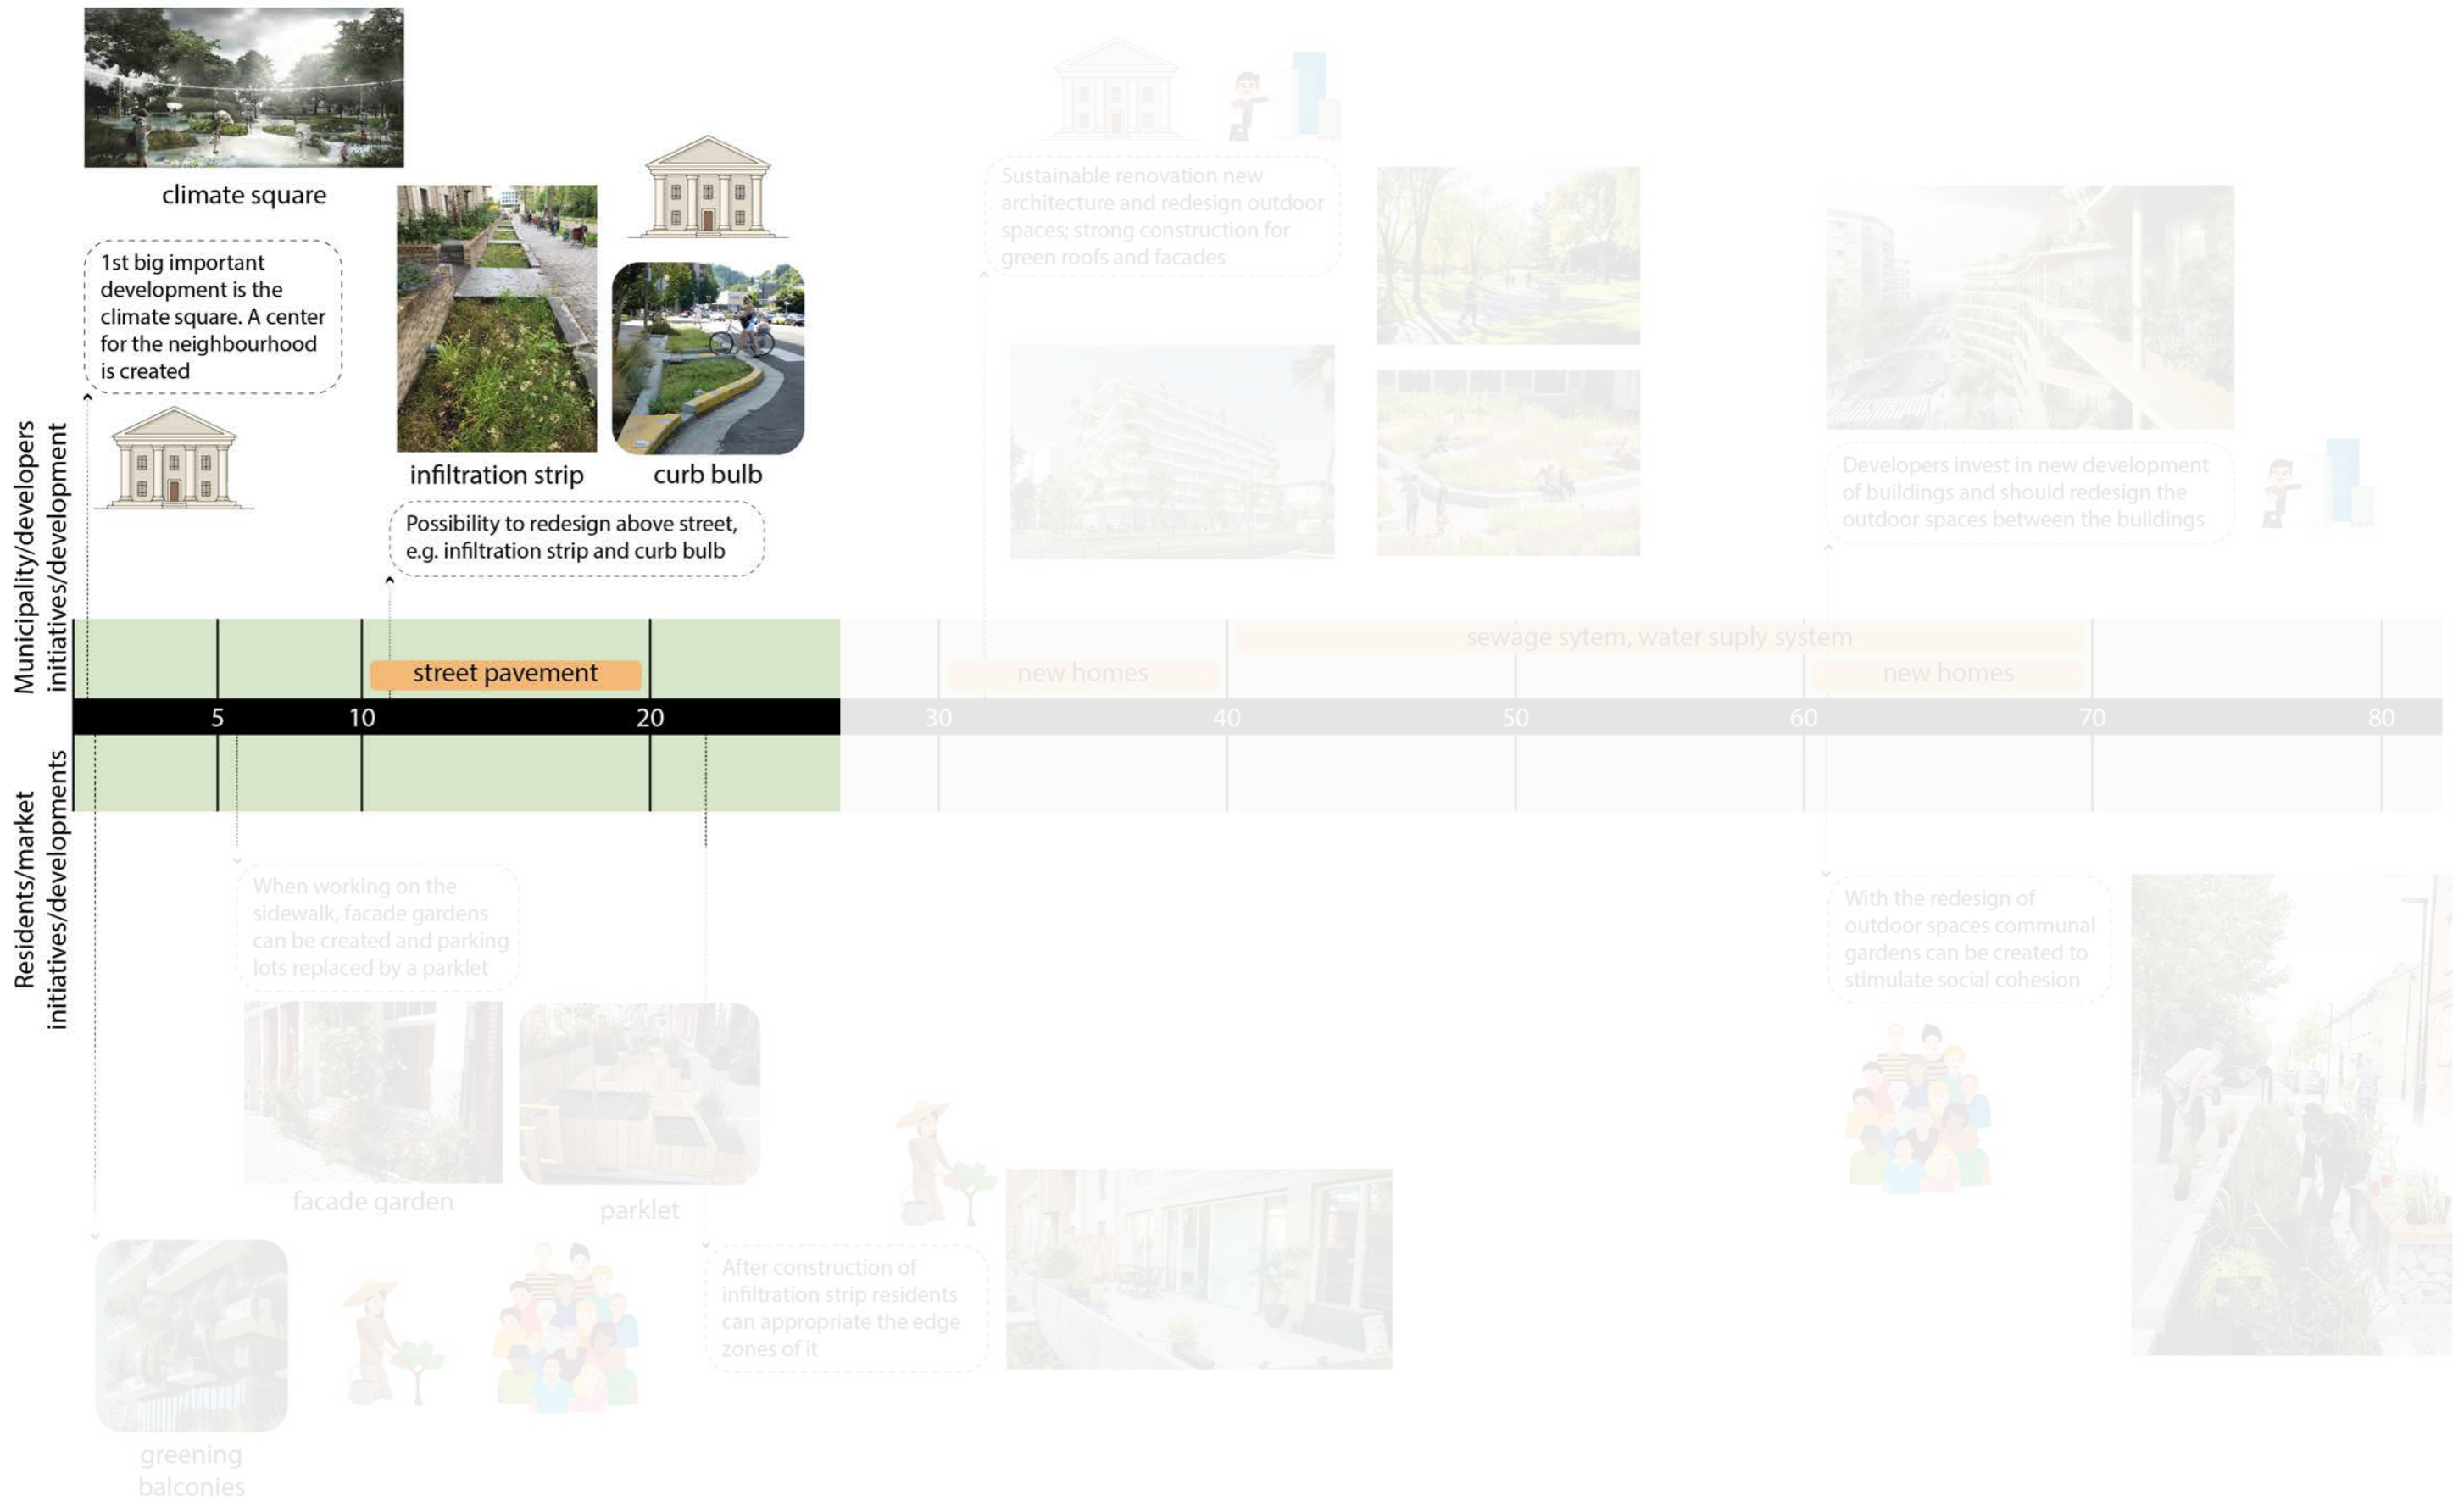 climate square
1st big important
development is the
climate square. A center
for the neighbourhood
is created
infiltration strip
curb bulb
Possibility to redesign above street,
e.g. infiltration strip and curb bulb
Sustainable renovation new
architecture and redesign outdoor
spaces; strong construction for
green roofs and facades
Developers invest in new development
of buildings and should redesign the
outdoor spaces between the buildings
Municipality/developers
initiatives/development
sewage sytem, water suply system
street pavement
new homes
new homes
5 10 20 30 40 50 60 70 80
Residents/market
initiatives/developments
When working on the
sidewalk, facade gardens
can be created and parking
lots replaced by a parklet
facade garden
parklet
With the redesign of
outdoor spaces communal
gardens can be created to
stimulate social cohesion
After construction of
infiltration strip residents
can appropriate the edge
zones of it
greening
balconies